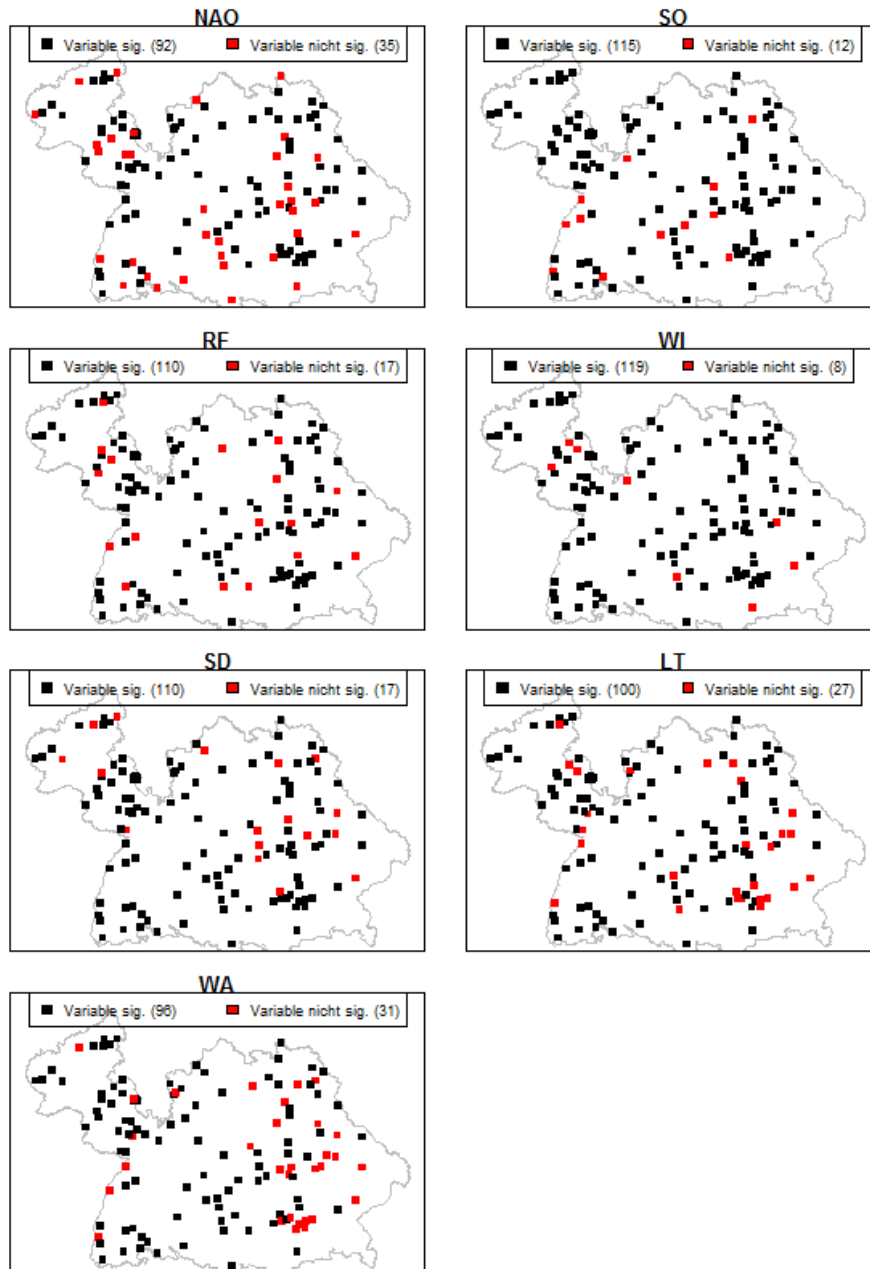 NAO SO
Variable sig. (92) Variable nicht sig. (35) Variable sig. (115) Variable nicht sig. (12)
RF WI
Variable sig. (110) Variable nicht sig. (17) Variable sig. (119) Variable nicht sig. (8)
SD LT
Variable sig. (110) Variable nicht sig. (17) Variable sig. (100) Variable nicht sig. (27)
WA
Variable sig. (96) Variable nicht sig. (31)